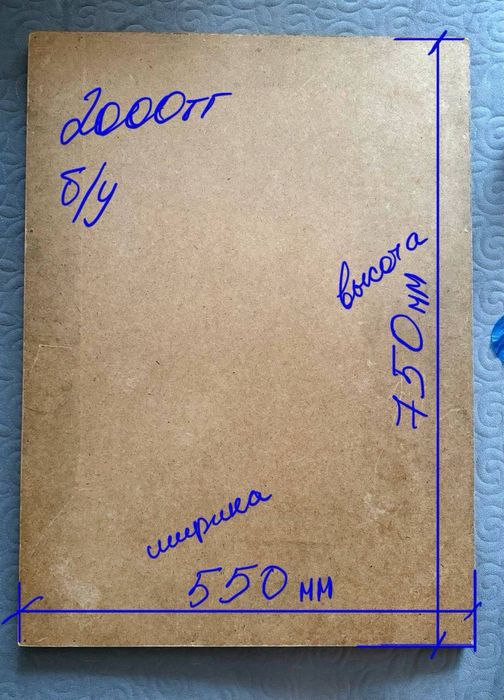 2000тг
б/у
высота
750 мм
ширина
550 мм